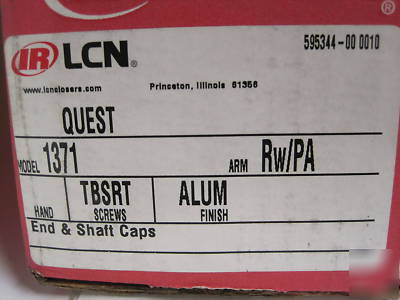 ®
IR LCN® 595344-00 0010
www.lcnclosers.com Princeton, Illinois 61356
QUEST
MODEL 1371 ARM Rw/PA
HAND TBSRT SCREWS ALUM FINISH
End & Shaft Caps